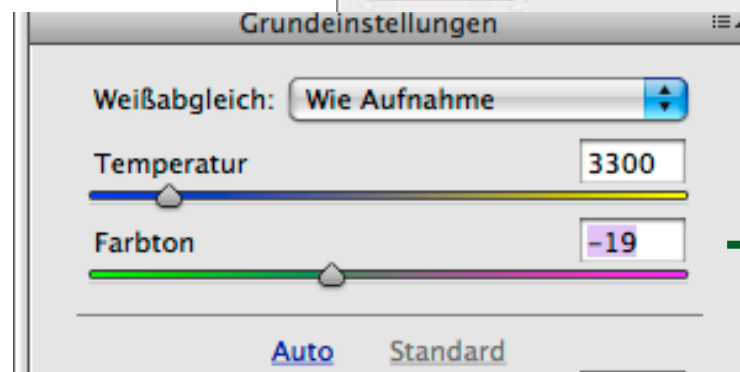 Grundeinstellungen
Weißabgleich: Wie Aufnahme
Temperatur 3300
Farbton -19
Auto Standard